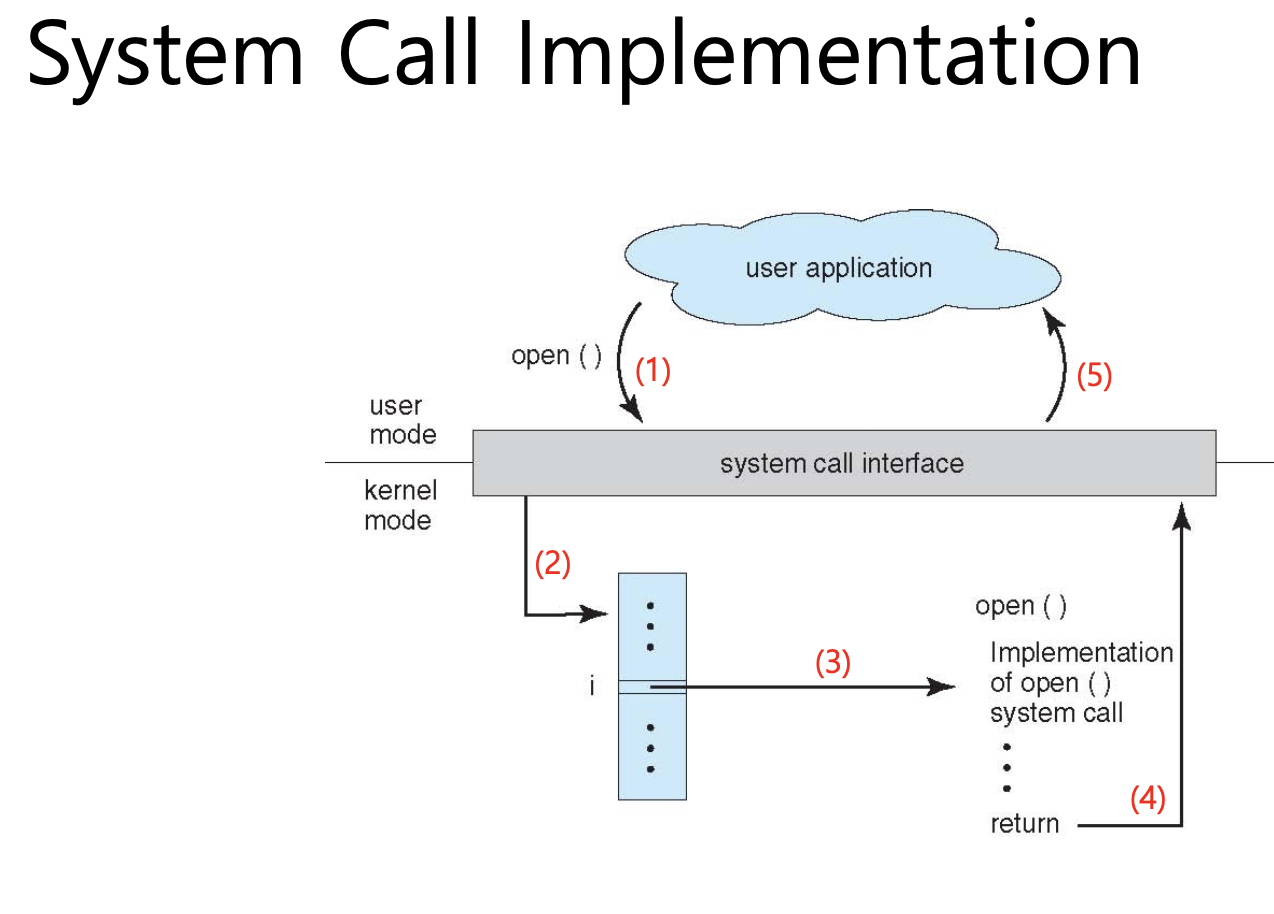 System Call Implementation
user application
open ( )
(1)
(5)
user
mode
system call interface
kernel
mode
(2)
open ( )
(3)
Implementation
of open ( )
system call
i
(4)
return